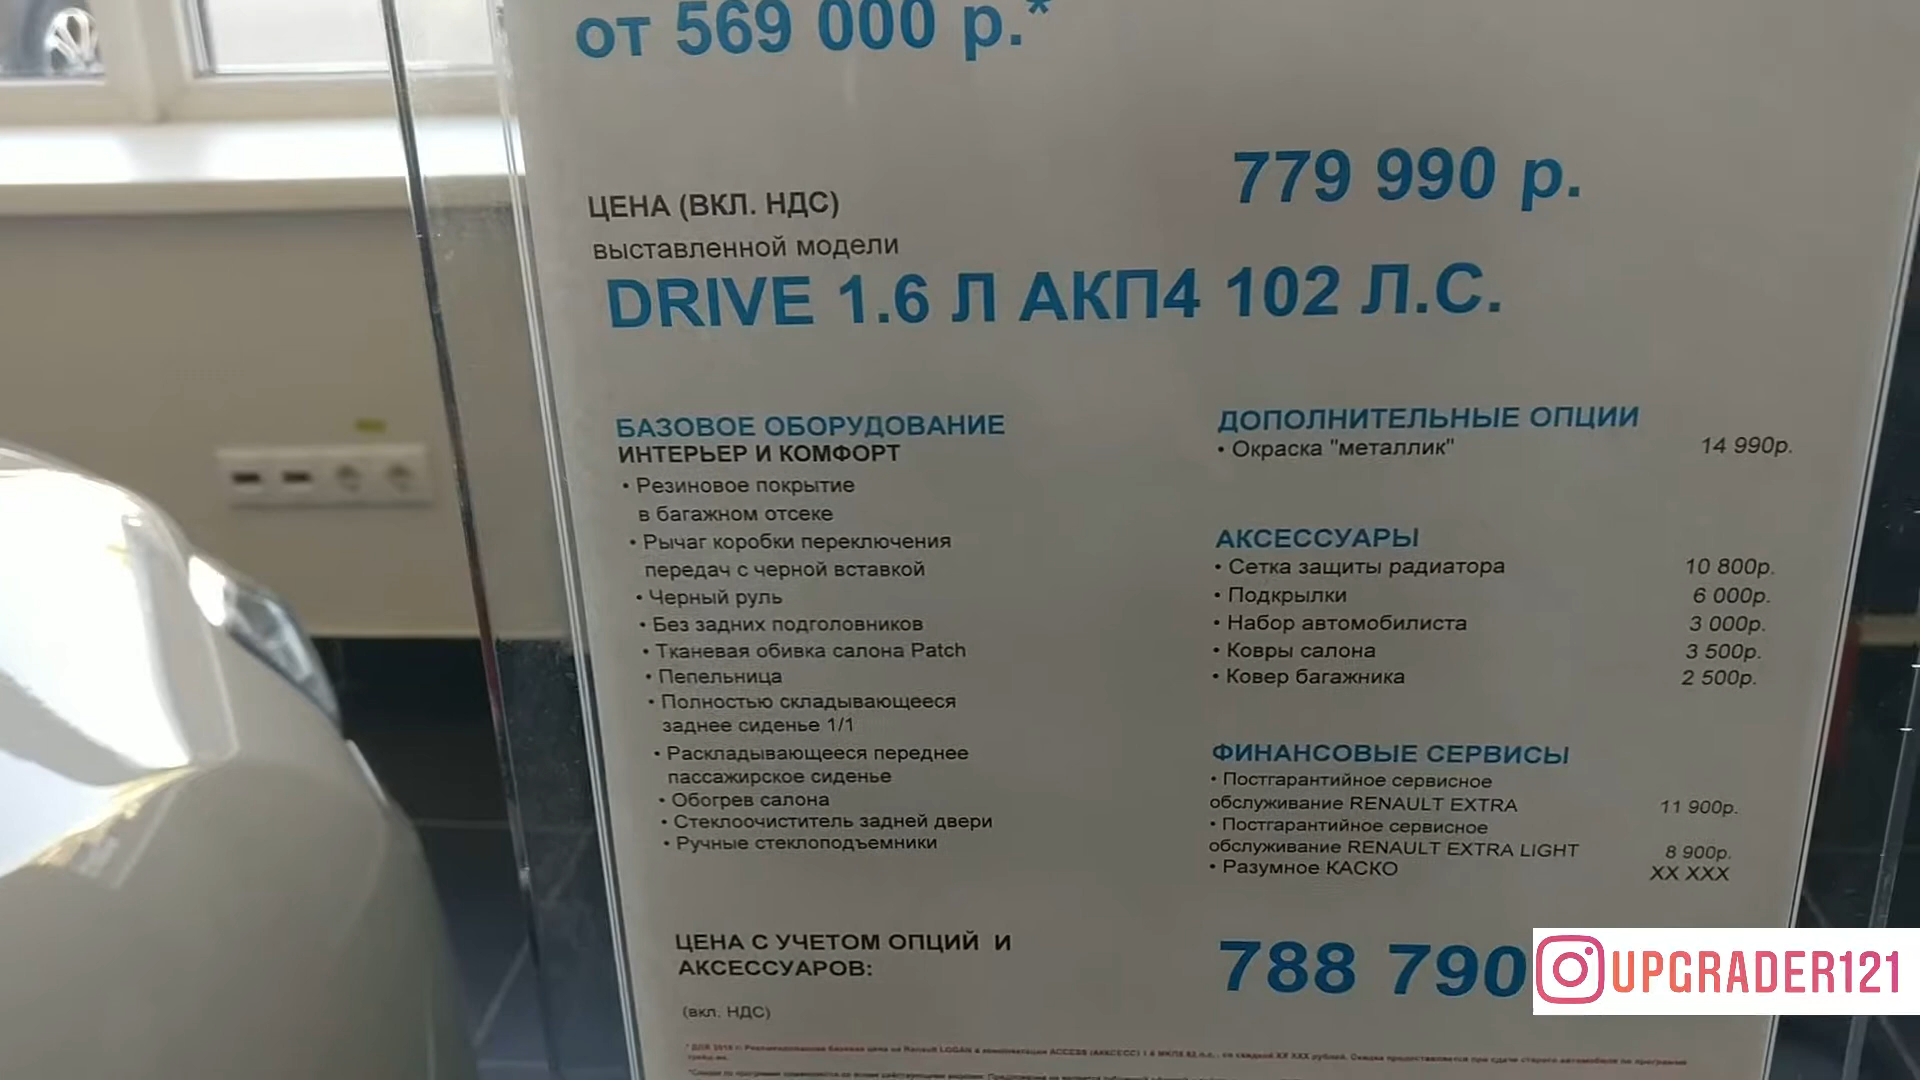 от 569 000 р.*
779 990 р.
ЦЕНА (ВКЛ. НДС)
выставленной модели
DRIVE 1.6 Л АКП4 102 Л.С.
БАЗОВОЕ ОБОРУДОВАНИЕ
ИНТЕРЬЕР И КОМФОРТ
• Резиновое покрытие
в багажном отсеке
• Рычаг коробки переключения
передач с черной вставкой
• Черный руль
• Без задних подголовников
• Тканевая обивка салона Patch
• Пепельница
• Полностью складывающееся
заднее сиденье 1/1
• Раскладывающееся переднее
пассажирское сиденье
• Обогрев салона
• Стеклоочиститель задней двери
• Ручные стеклоподъемники
ДОПОЛНИТЕЛЬНЫЕ ОПЦИИ
• Окраска "металлик" 14 990р.
АКСЕССУАРЫ
• Сетка защиты радиатора 10 800р.
• Подкрылки 6 000р.
• Набор автомобилиста 3 000р.
• Ковры салона 3 500р.
• Ковер багажника 2 500р.
ФИНАНСОВЫЕ СЕРВИСЫ
• Постгарантийное сервисное
обслуживание RENAULT EXTRA 11 900р.
• Постгарантийное сервисное
обслуживание RENAULT EXTRA LIGHT 8 900р.
• Разумное КАСКО XX XXX
ЦЕНА С УЧЕТОМ ОПЦИЙ И
АКСЕССУАРОВ:
788 790
(вкл. НДС)
UPGRADER121